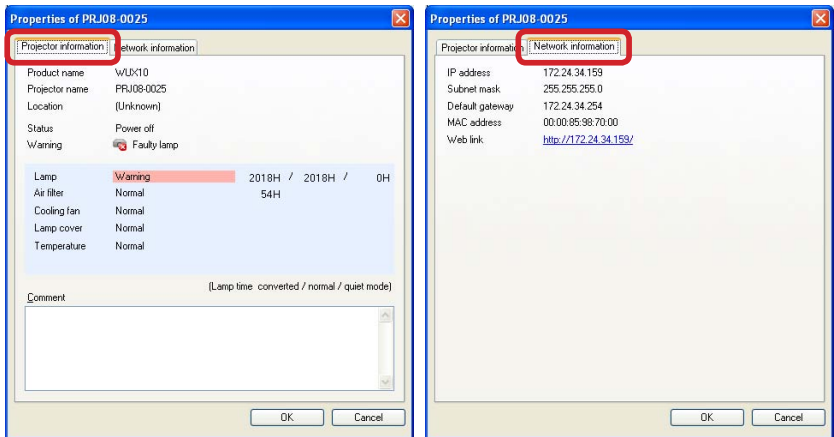 Properties of PRJ08-0025
Projector information
Network information
Product name WUX10
Projector name PRJ08-0025
Location (Unknown)
Status Power off
Warning Faulty lamp
Lamp Warning 2018H / 2018H / 0H
Air filter Normal 54H
Cooling fan Normal
Lamp cover Normal
Temperature Normal
(Lamp time converted / normal / quiet mode)
Comment
OK Cancel
Properties of PRJ08-0025
Projector information
Network information
IP address 172.24.34.159
Subnet mask 255.255.255.0
Default gateway 172.24.34.254
MAC address 00:00:85:98:70:00
Web link http://172.24.34.159/
OK Cancel